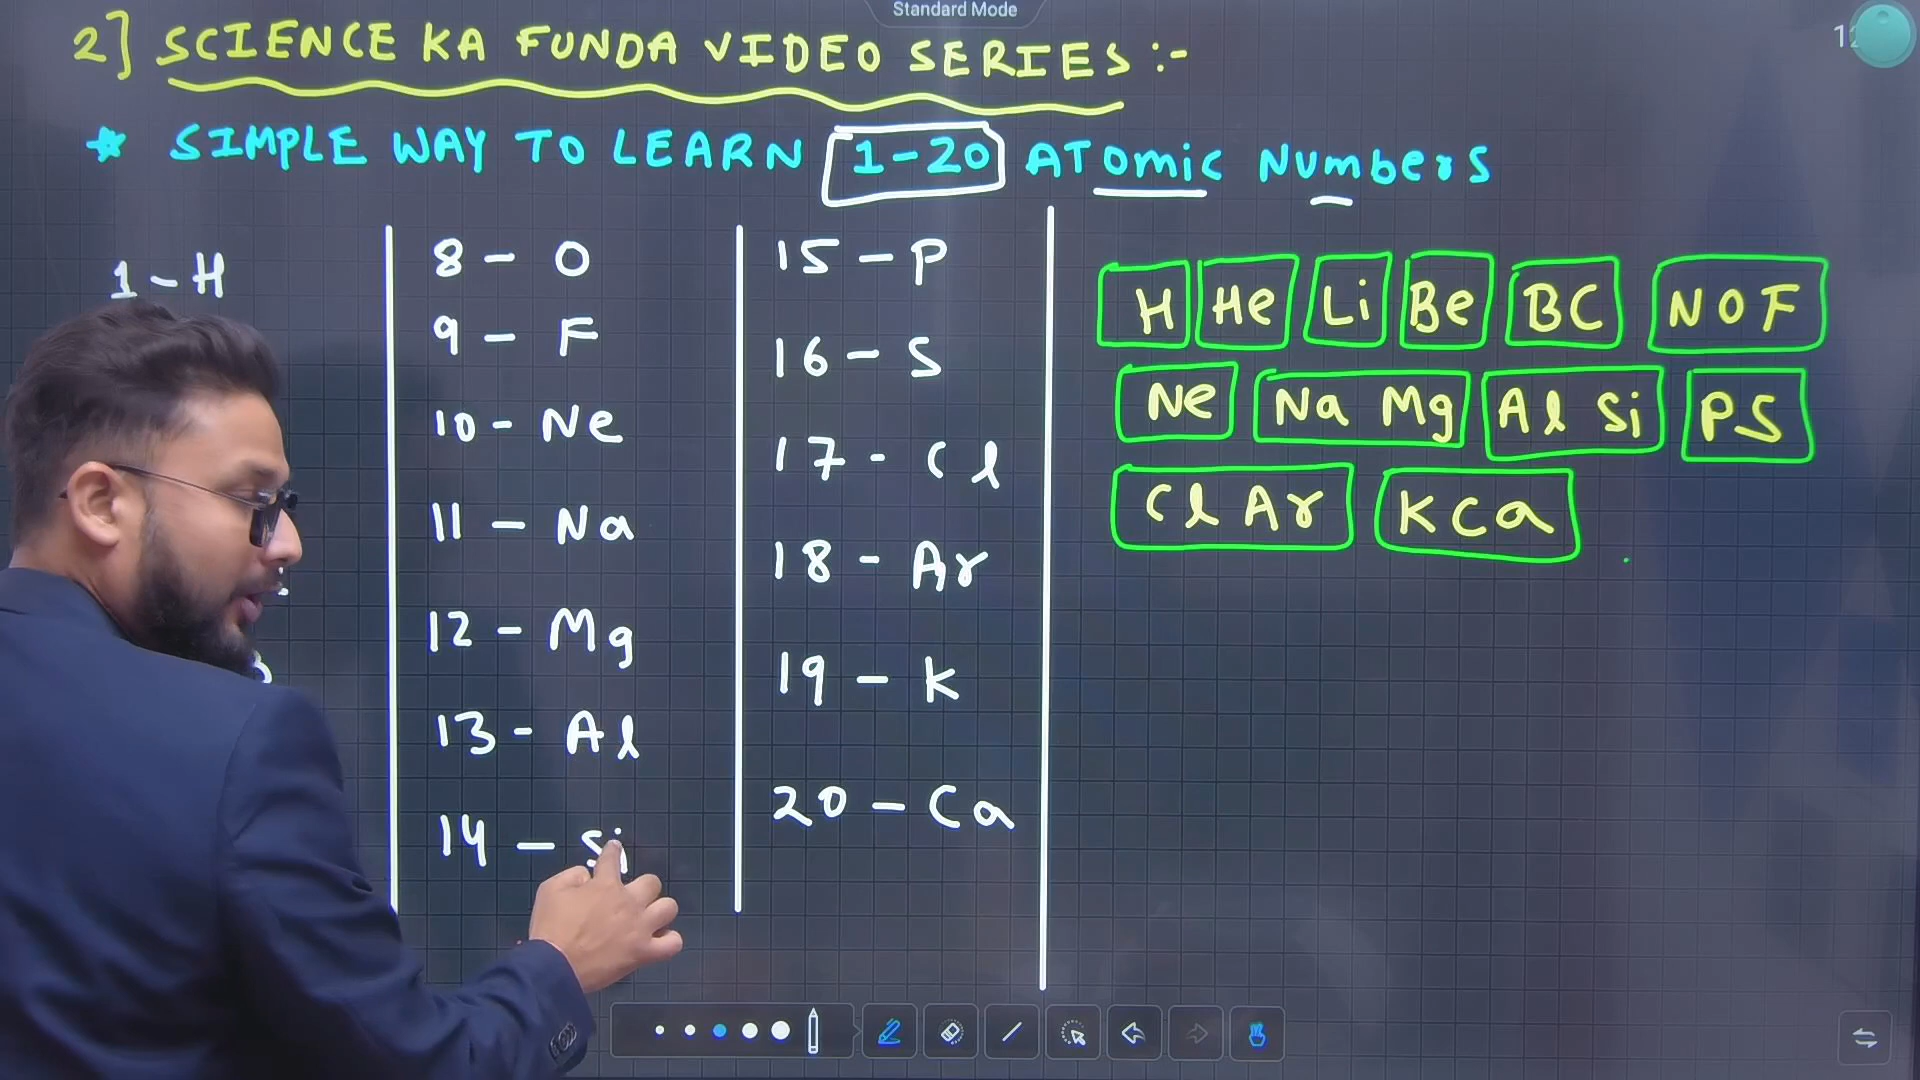 Standard Mode
2] SCIENCE KA FUNDA VIDEO SERIES :-
* SIMPLE WAY TO LEARN 1-20 ATomic Numbers
1 - H
8 - O
9 - F
10 - Ne
11 - Na
12 - Mg
13 - Al
14 - Si
15 - P
16 - S
17 - Cl
18 - Ar
19 - K
20 - Ca
H He Li Be BC NOF
Ne Na Mg Al Si PS
Cl Ar K Ca